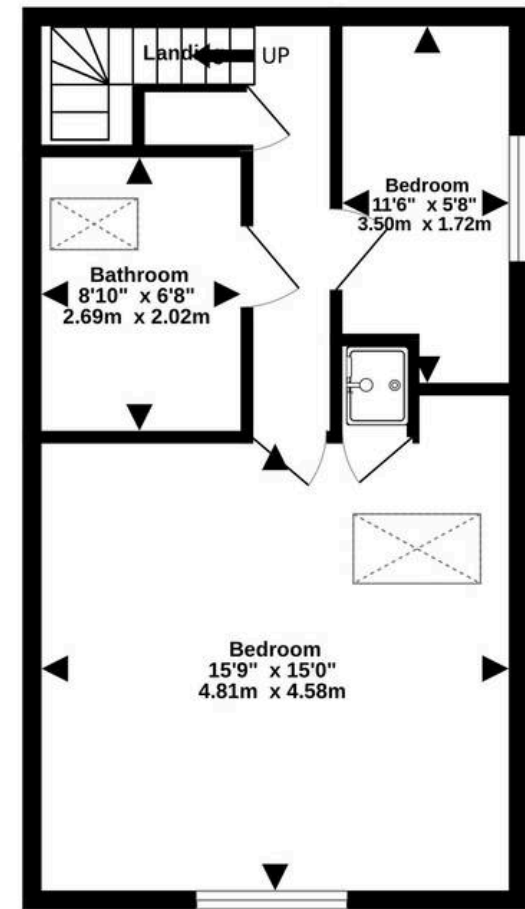 Landing UP
Bedroom
11'6" x 5'8"
3.50m x 1.72m
Bathroom
8'10" x 6'8"
2.69m x 2.02m
Bedroom
15'9" x 15'0"
4.81m x 4.58m